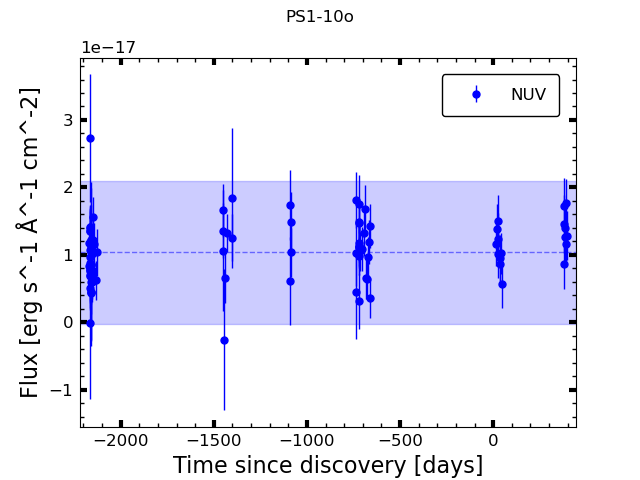 PS1-10o
1e−17
NUV
3
2
1
0
−1
Flux [erg s^-1 Å^-1 cm^-2]
−2000 −1500 −1000 −500 0
Time since discovery [days]